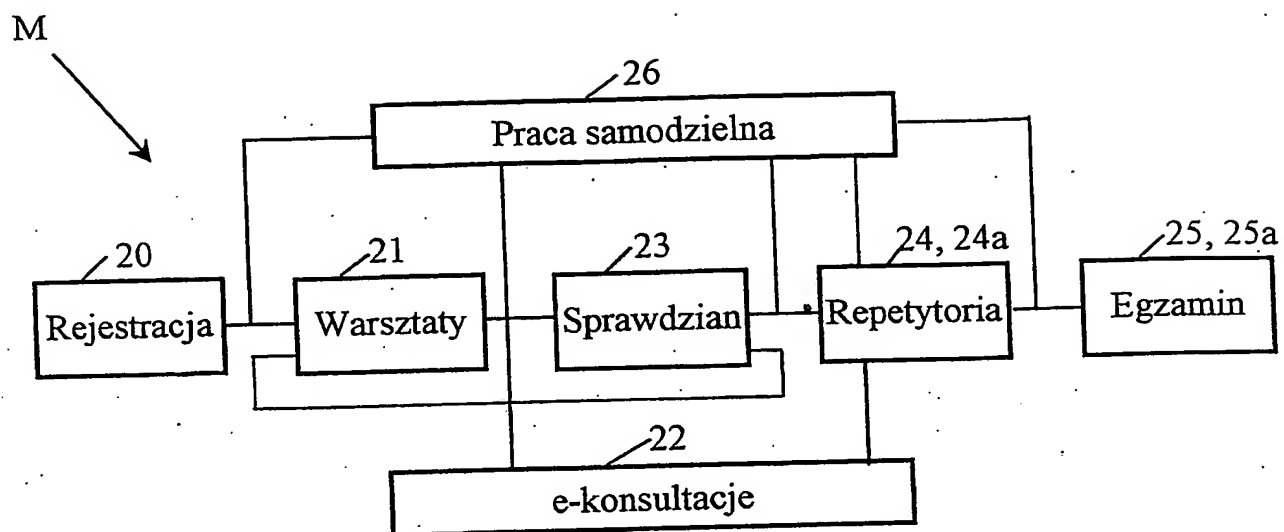 M
26
Praca samodzielna
20
21
23
24, 24a
25, 25a
Rejestracja
Warsztaty
Sprawdzian
Repetytoria
Egzamin
22
e-konsultacje